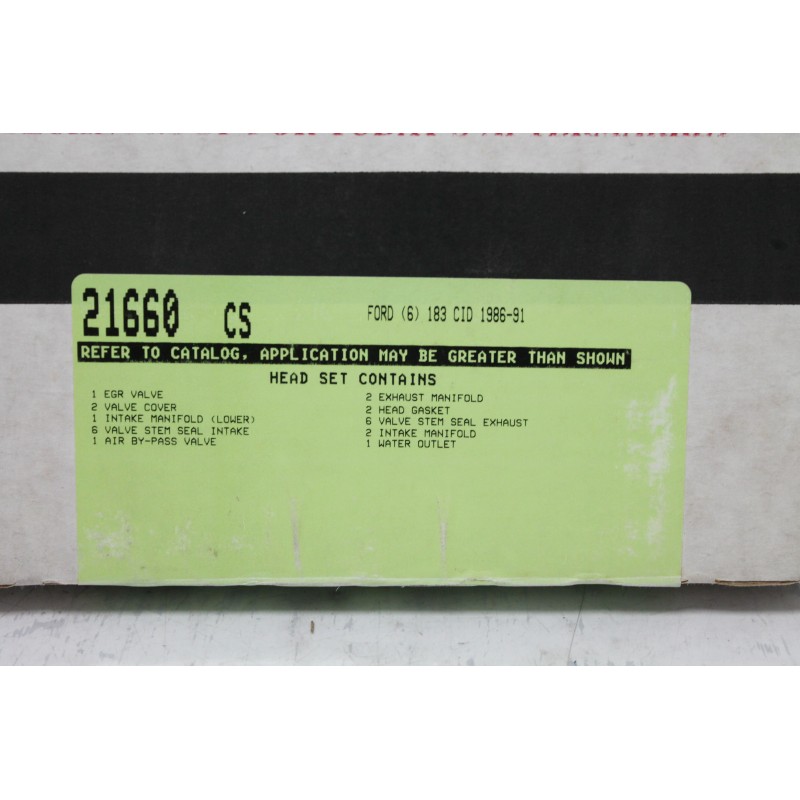 21660 CS
FORD (6) 183 CID 1986-91
REFER TO CATALOG, APPLICATION MAY BE GREATER THAN SHOWN
HEAD SET CONTAINS
1 EGR VALVE
2 VALVE COVER
1 INTAKE MANIFOLD (LOWER)
6 VALVE STEM SEAL INTAKE
1 AIR BY-PASS VALVE
2 EXHAUST MANIFOLD
2 HEAD GASKET
6 VALVE STEM SEAL EXHAUST
2 INTAKE MANIFOLD
1 WATER OUTLET